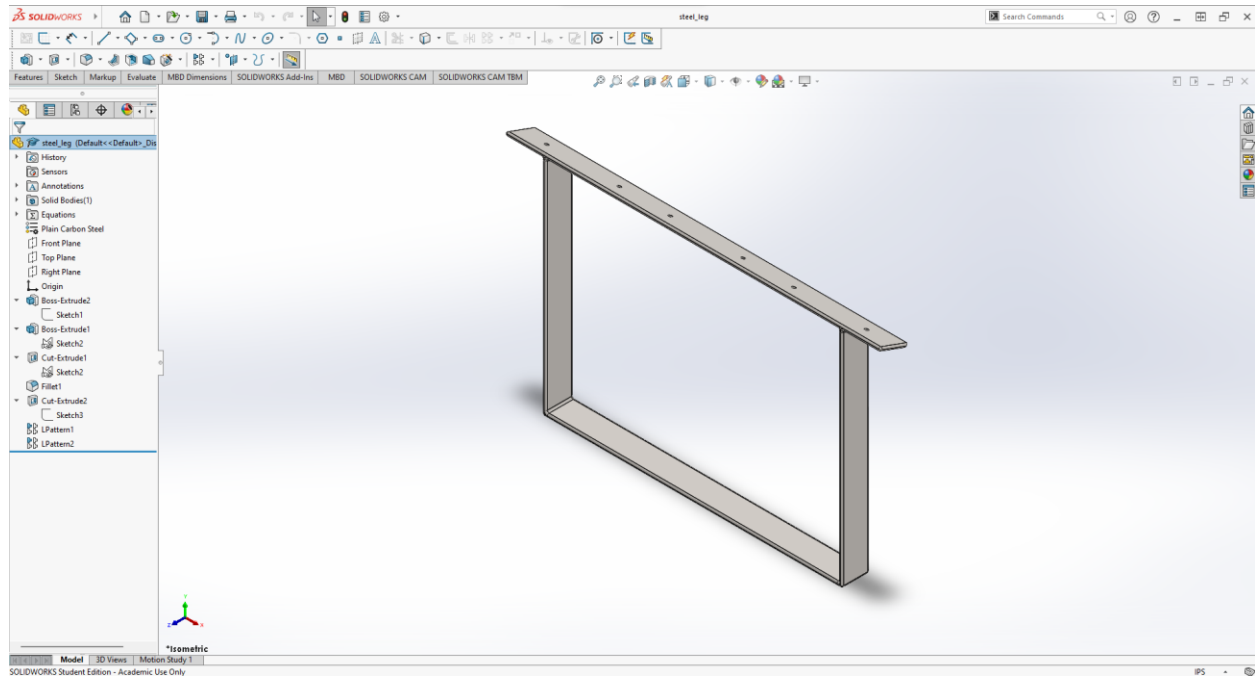 SOLIDWORKS
steel_leg
Search Commands
Features
Sketch
Markup
Evaluate
MBD Dimensions
SOLIDWORKS Add-Ins
MBD
SOLIDWORKS CAM
SOLIDWORKS CAM TBM
steel_leg (Default<<Default>_Dis
History
Sensors
Annotations
Solid Bodies(1)
Equations
Plain Carbon Steel
Front Plane
Top Plane
Right Plane
Origin
Boss-Extrude2
Sketch1
Boss-Extrude1
Sketch2
Cut-Extrude1
Sketch2
Fillet1
Cut-Extrude2
Sketch3
LPattern1
LPattern2
*Isometric
Model
3D Views
Motion Study 1
SOLIDWORKS Student Edition - Academic Use Only
IPS